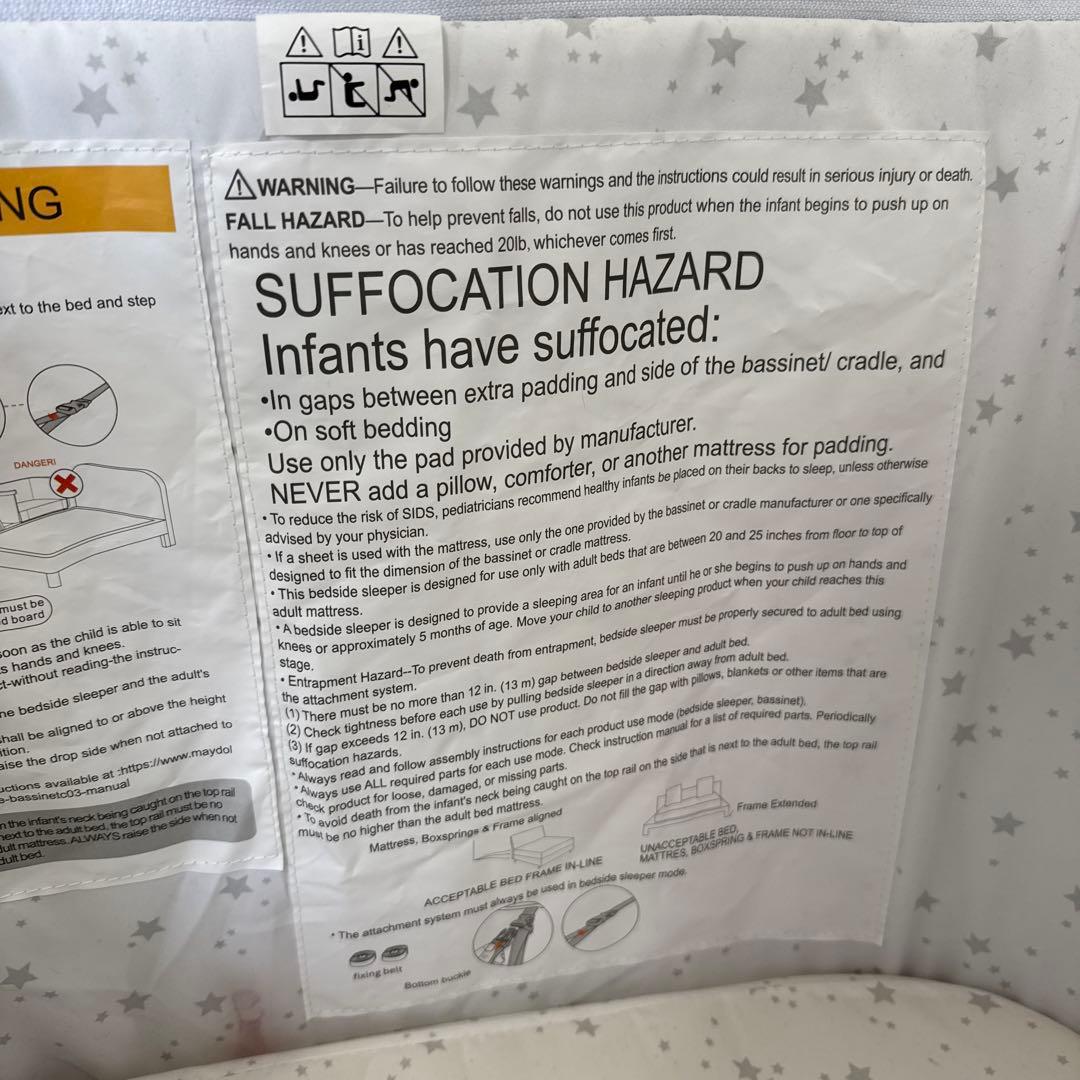 NG
ext to the bed and step
DANGER!
must be
d board
soon as the child is able to sit
s hands and knees.
t-without reading-the instruc-
ne bedside sleeper and the adult's
hall be aligned to or above the height
ition.
aise the drop side when not attached to
uctions available at :https://www.maydol
e-bassinetc03-manual
n the infant's neck being caught on the top rail
next to the adult bed, the top rail must be no
dult mattress. ALWAYS raise the side when not
dult bed.
WARNING—Failure to follow these warnings and the instructions could result in serious injury or death.
FALL HAZARD—To help prevent falls, do not use this product when the infant begins to push up on
hands and knees or has reached 20lb, whichever comes first.
SUFFOCATION HAZARD
Infants have suffocated:
•In gaps between extra padding and side of the bassinet/ cradle, and
•On soft bedding
Use only the pad provided by manufacturer.
NEVER add a pillow, comforter, or another mattress for padding.
• To reduce the risk of SIDS, pediatricians recommend healthy infants be placed on their backs to sleep, unless otherwise
advised by your physician.
• If a sheet is used with the mattress, use only the one provided by the bassinet or cradle manufacturer or one specifically
designed to fit the dimension of the bassinet or cradle mattress.
• This bedside sleeper is designed for use only with adult beds that are between 20 and 25 inches from floor to top of
adult mattress.
• A bedside sleeper is designed to provide a sleeping area for an infant until he or she begins to push up on hands and
knees or approximately 5 months of age. Move your child to another sleeping product when your child reaches this
stage.
• Entrapment Hazard--To prevent death from entrapment, bedside sleeper must be properly secured to adult bed using
the attachment system.
(1) There must be no more than 12 in. (13 m) gap between bedside sleeper and adult bed.
(2) Check tightness before each use by pulling bedside sleeper in a direction away from adult bed.
(3) If gap exceeds 12 in. (13 m), DO NOT use product. Do not fill the gap with pillows, blankets or other items that are
suffocation hazards.
• Always read and follow assembly instructions for each product use mode (bedside sleeper, bassinet).
• Always use ALL required parts for each use mode. Check instruction manual for a list of required parts. Periodically
check product for loose, damaged, or missing parts.
• To avoid death from the infant's neck being caught on the top rail on the side that is next to the adult bed, the top rail
must be no higher than the adult bed mattress.
Mattress, Boxsprings & Frame aligned
Frame Extended
ACCEPTABLE BED FRAME IN-LINE
UNACCEPTABLE BED,
MATTRES, BOXSPRING & FRAME NOT IN-LINE
• The attachment system must always be used in bedside sleeper mode.
fixing belt
Bottom buckle